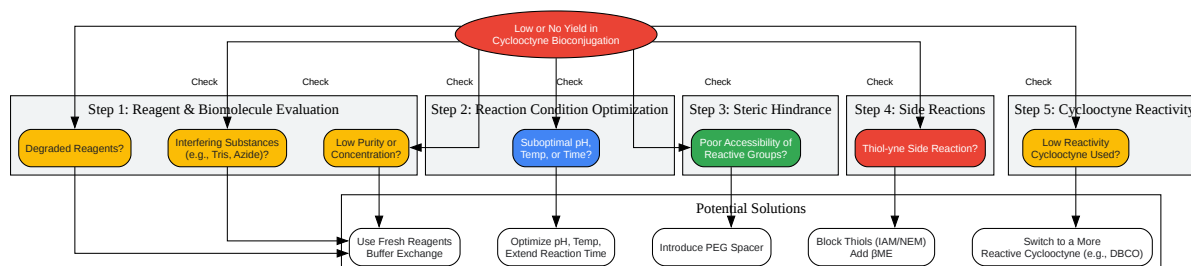 Low or No Yield in
Cyclooctyne Bioconjugation
Check
Check
Check
Check
Check
Check
Step 1: Reagent & Biomolecule Evaluation
Step 2: Reaction Condition Optimization
Step 3: Steric Hindrance
Step 4: Side Reactions
Step 5: Cyclooctyne Reactivity
Degraded Reagents?
Interfering Substances
(e.g., Tris, Azide)?
Low Purity or
Concentration?
Suboptimal pH,
Temp, or Time?
Poor Accessibility of
Reactive Groups?
Thiol-yne Side Reaction?
Low Reactivity
Cyclooctyne Used?
Potential Solutions
Use Fresh Reagents
Buffer Exchange
Optimize pH, Temp,
Extend Reaction Time
Introduce PEG Spacer
Block Thiols (IAM/NEM)
Add βME
Switch to a More
Reactive Cyclooctyne (e.g., DBCO)